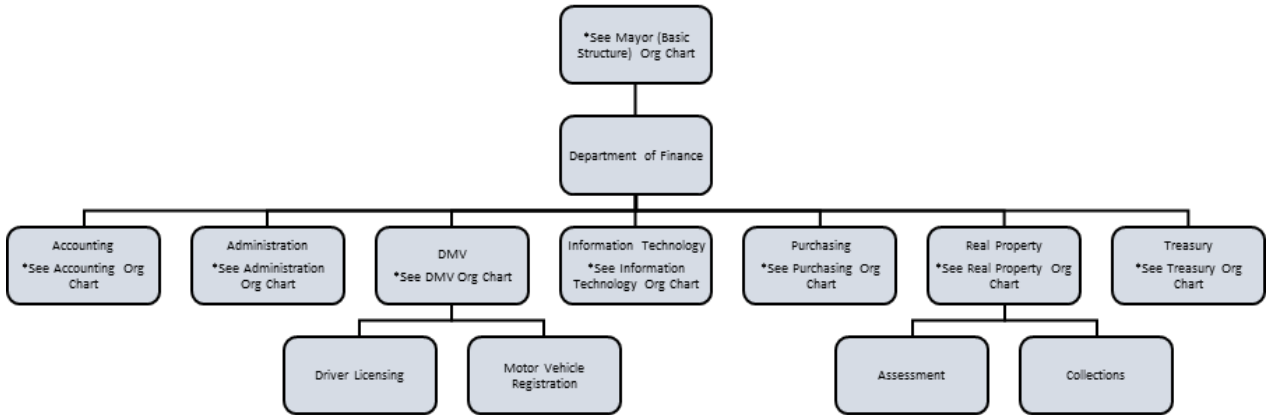 *See Mayor (Basic
Structure) Org Chart
Department of Finance
Accounting
*See Accounting Org
Chart
Administration
*See Administration
Org Chart
DMV
*See DMV Org Chart
Information Technology
*See Information
Technology Org Chart
Purchasing
*See Purchasing Org
Chart
Real Property
*See Real Property Org
Chart
Treasury
*See Treasury Org
Chart
Driver Licensing
Motor Vehicle
Registration
Assessment
Collections